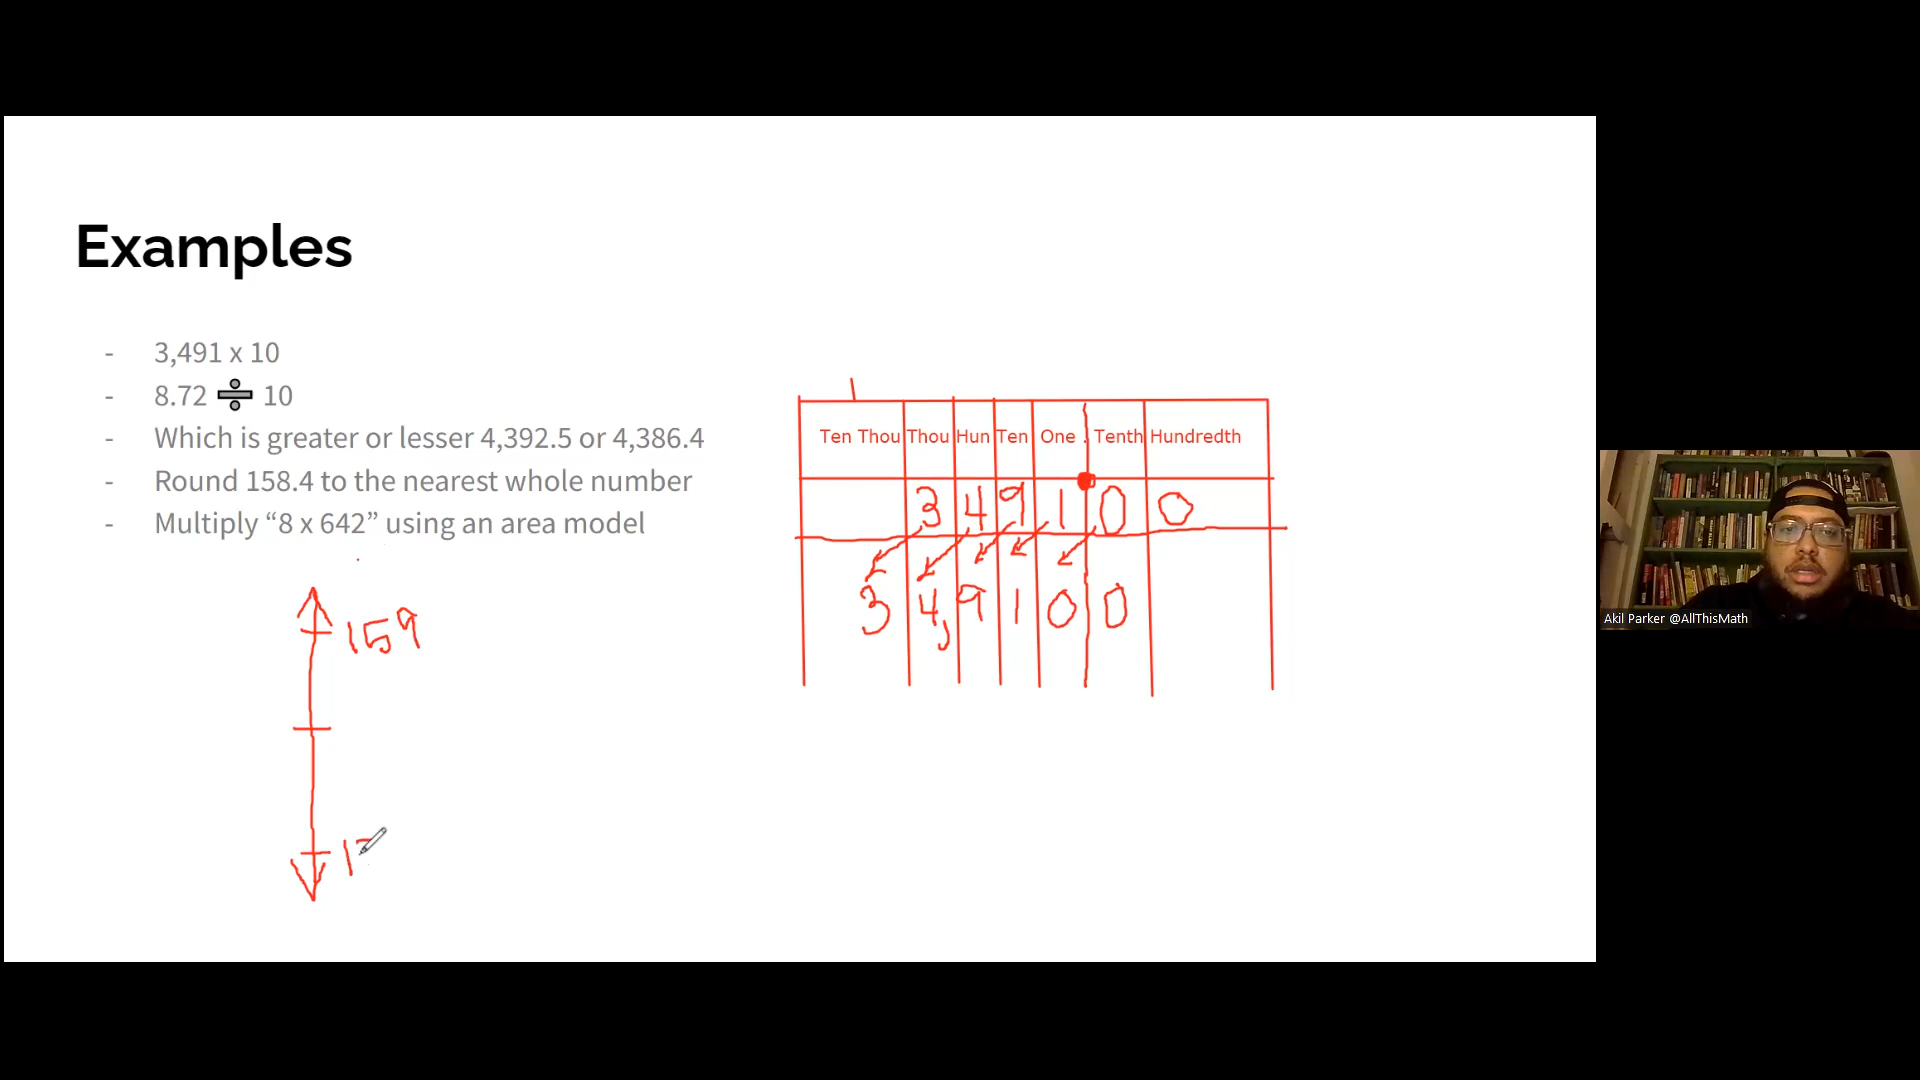 Examples
- 3,491 x 10
- 8.72 ➗ 10
- Which is greater or lesser 4,392.5 or 4,386.4
- Round 158.4 to the nearest whole number
- Multiply “8 x 642” using an area model
159
1
Ten Thou Thou Hun Ten One . Tenth Hundredth
3 4 9 1 0 0
3 4, 9 1 0 0
Akil Parker @AllThisMath